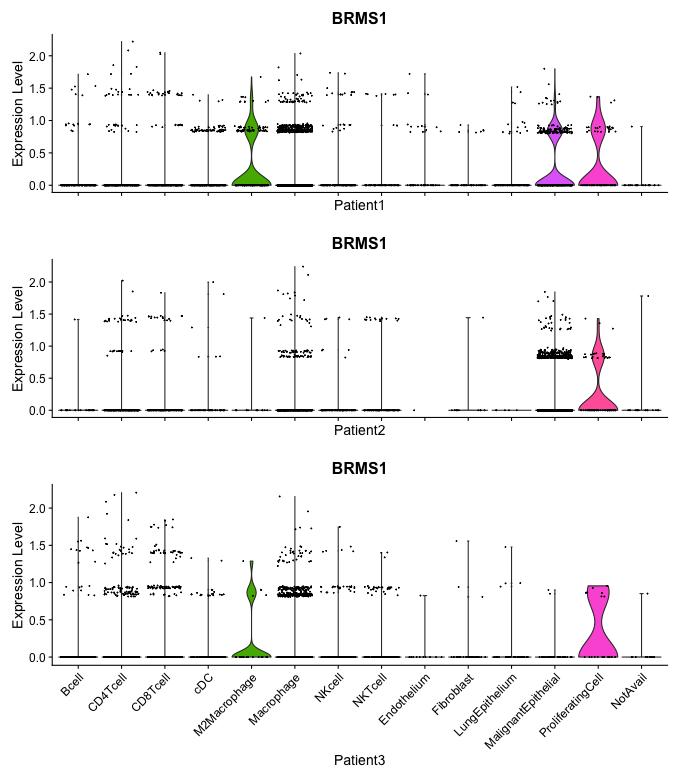 BRMS1
Expression Level
2.0
1.5
1.0
0.5
0.0
Patient1
BRMS1
Expression Level
2.0
1.5
1.0
0.5
0.0
Patient2
BRMS1
Expression Level
2.0
1.5
1.0
0.5
0.0
Bcell
CD4Tcell
CD8Tcell
cDC
M2Macrophage
Macrophage
NKcell
NKTcell
Endothelium
Fibroblast
LungEpithelium
MalignantEpithelial
ProliferatingCell
NotAvail
Patient3